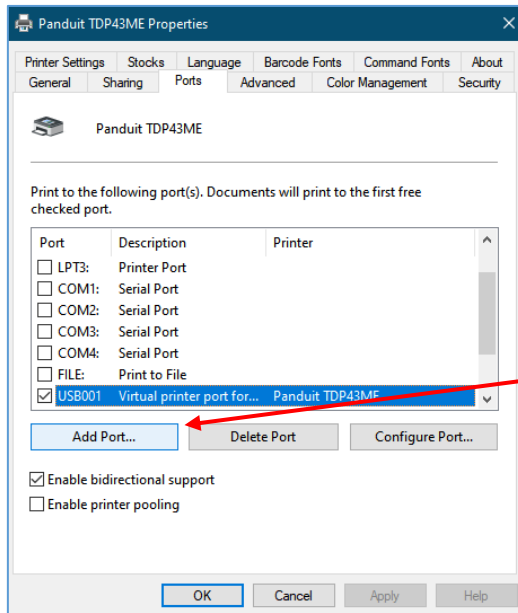 Panduit TDP43ME Properties
Printer Settings Stocks Language Barcode Fonts Command Fonts About
General Sharing Ports Advanced Color Management Security
Panduit TDP43ME
Print to the following port(s). Documents will print to the first free
checked port.
Port Description Printer
LPT3: Printer Port
COM1: Serial Port
COM2: Serial Port
COM3: Serial Port
COM4: Serial Port
FILE: Print to File
USB001 Virtual printer port for... Panduit TDP43ME
Add Port... Delete Port Configure Port...
Enable bidirectional support
Enable printer pooling
OK Cancel Apply Help